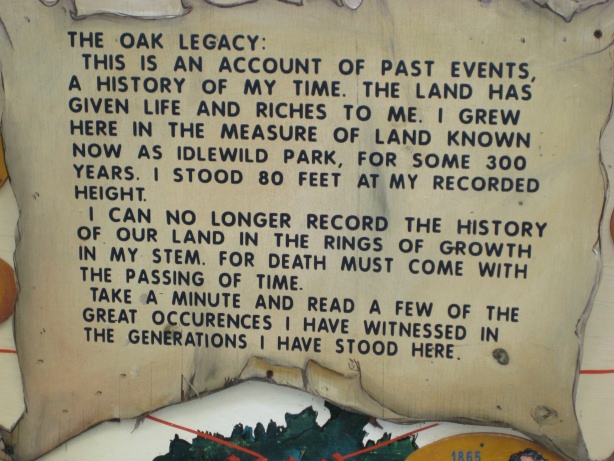 THE OAK LEGACY:
THIS IS AN ACCOUNT OF PAST EVENTS,
A HISTORY OF MY TIME. THE LAND HAS
GIVEN LIFE AND RICHES TO ME. I GREW
HERE IN THE MEASURE OF LAND KNOWN
NOW AS IDLEWILD PARK, FOR SOME 300
YEARS. I STOOD 80 FEET AT MY RECORDED
HEIGHT.
I CAN NO LONGER RECORD THE HISTORY
OF OUR LAND IN THE RINGS OF GROWTH
IN MY STEM. FOR DEATH MUST COME WITH
THE PASSING OF TIME.
TAKE A MINUTE AND READ A FEW OF THE
GREAT OCCURENCES I HAVE WITNESSED IN
THE GENERATIONS I HAVE STOOD HERE.
1865